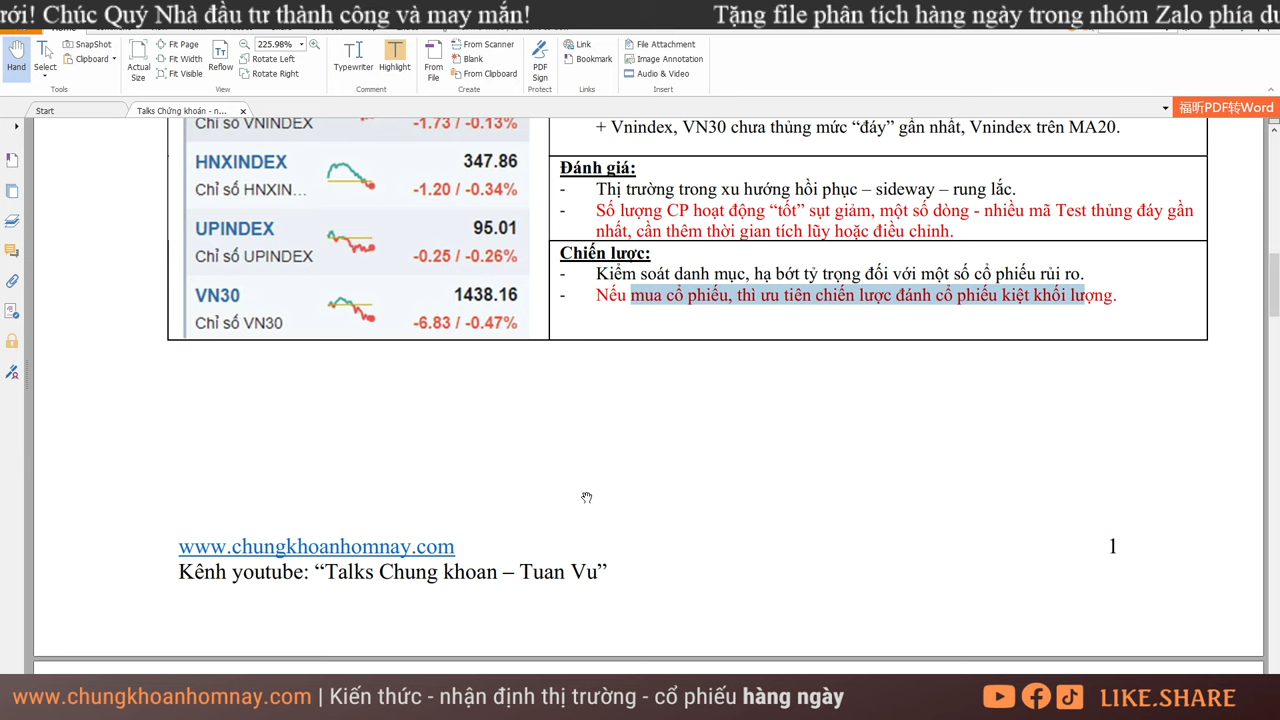 rới! Chúc Quý Nhà đầu tư thành công và may mắn!
Tặng file phân tích hàng ngày trong nhóm Zalo phía dư
Hand
Select
Tools
SnapShot
Clipboard
Actual Size
Fit Page
Fit Width
Fit Visible
Reflow
225.98%
Rotate Left
Rotate Right
View
Typewriter
Highlight
Comment
From File
From Scanner
Blank
From Clipboard
Create
PDF Sign
Protect
Link
Bookmark
Links
File Attachment
Image Annotation
Audio & Video
Insert
Start
Talks Chứng khoán - n...
福昕PDF转Word
Chỉ số VNINDEX
-1.73 / -0.13%
HNXINDEX
347.86
Chỉ số HNXIN...
-1.20 / -0.34%
UPINDEX
95.01
Chỉ số UPINDEX
-0.25 / -0.26%
VN30
1438.16
Chỉ số VN30
-6.83 / -0.47%
+ Vnindex, VN30 chưa thủng mức “đáy” gần nhất, Vnindex trên MA20.
Đánh giá:
- Thị trường trong xu hướng hồi phục – sideway – rung lắc.
- Số lượng CP hoạt động “tốt” sụt giảm, một số dòng - nhiều mã Test thủng đáy gần
nhất, cần thêm thời gian tích lũy hoặc điều chỉnh.
Chiến lược:
- Kiểm soát danh mục, hạ bớt tỷ trọng đối với một số cổ phiếu rủi ro.
- Nếu mua cổ phiếu, thì ưu tiên chiến lược đánh cổ phiếu kiệt khối lượng.
www.chungkhoanhomnay.com
1
Kênh youtube: “Talks Chung khoan – Tuan Vu”
www.chungkhoanhomnay.com | Kiến thức - nhận định thị trường - cổ phiếu hàng ngày
LIKE.SHARE